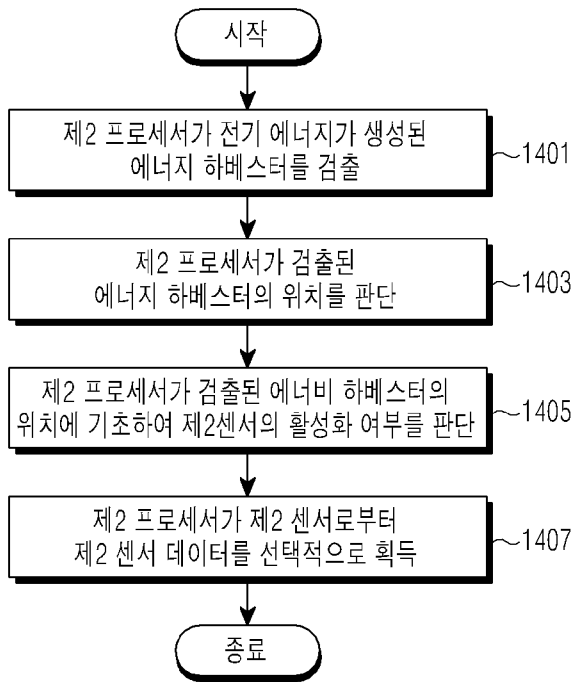 시작
제2 프로세서가 전기 에너지가 생성된
에너지 하베스터를 검출
1401
제2 프로세서가 검출된
에너지 하베스터의 위치를 판단
1403
제2 프로세서가 검출된 에너비 하베스터의
위치에 기초하여 제2센서의 활성화 여부를 판단
1405
제2 프로세서가 제2 센서로부터
제2 센서 데이터를 선택적으로 획득
1407
종료